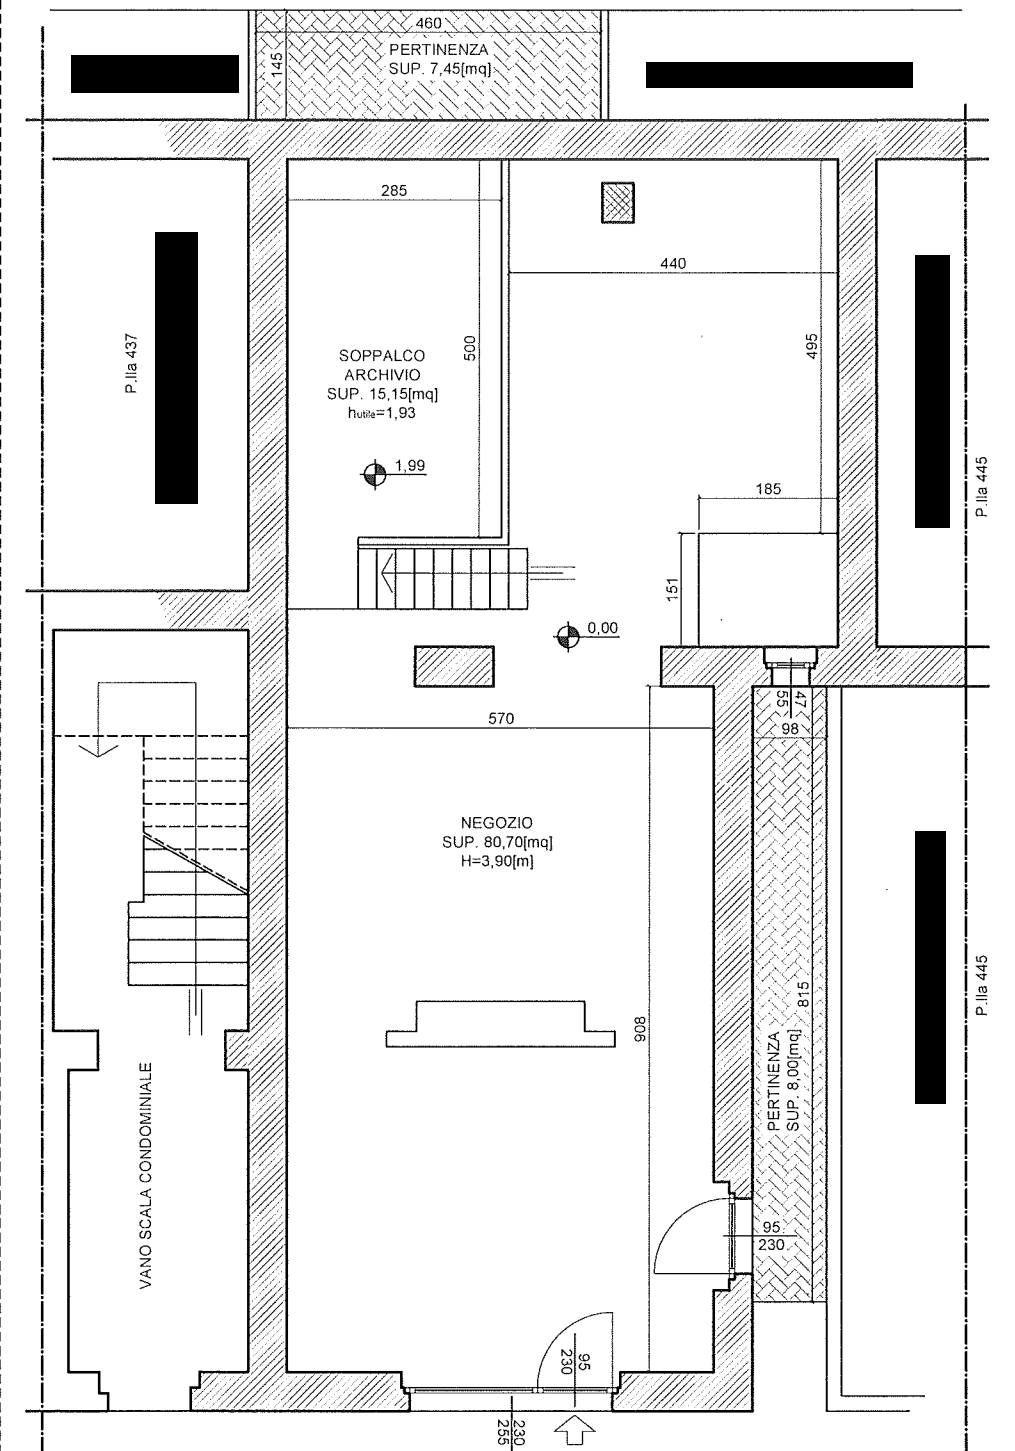 460
145
PERTINENZA
SUP. 7,45[mq]
285
440
P.lla 437
500
495
SOPPALCO
ARCHIVIO
SUP. 15,15[mq]
hutile=1,93
1,99
P.lla 445
185
151
0,00
47
55
98
570
NEGOZIO
SUP. 80,70[mq]
H=3,90[m]
806
815
PERTINENZA
SUP. 8,00[mq]
P.lla 445
VANO SCALA CONDOMINIALE
95
230
95
230
230
255